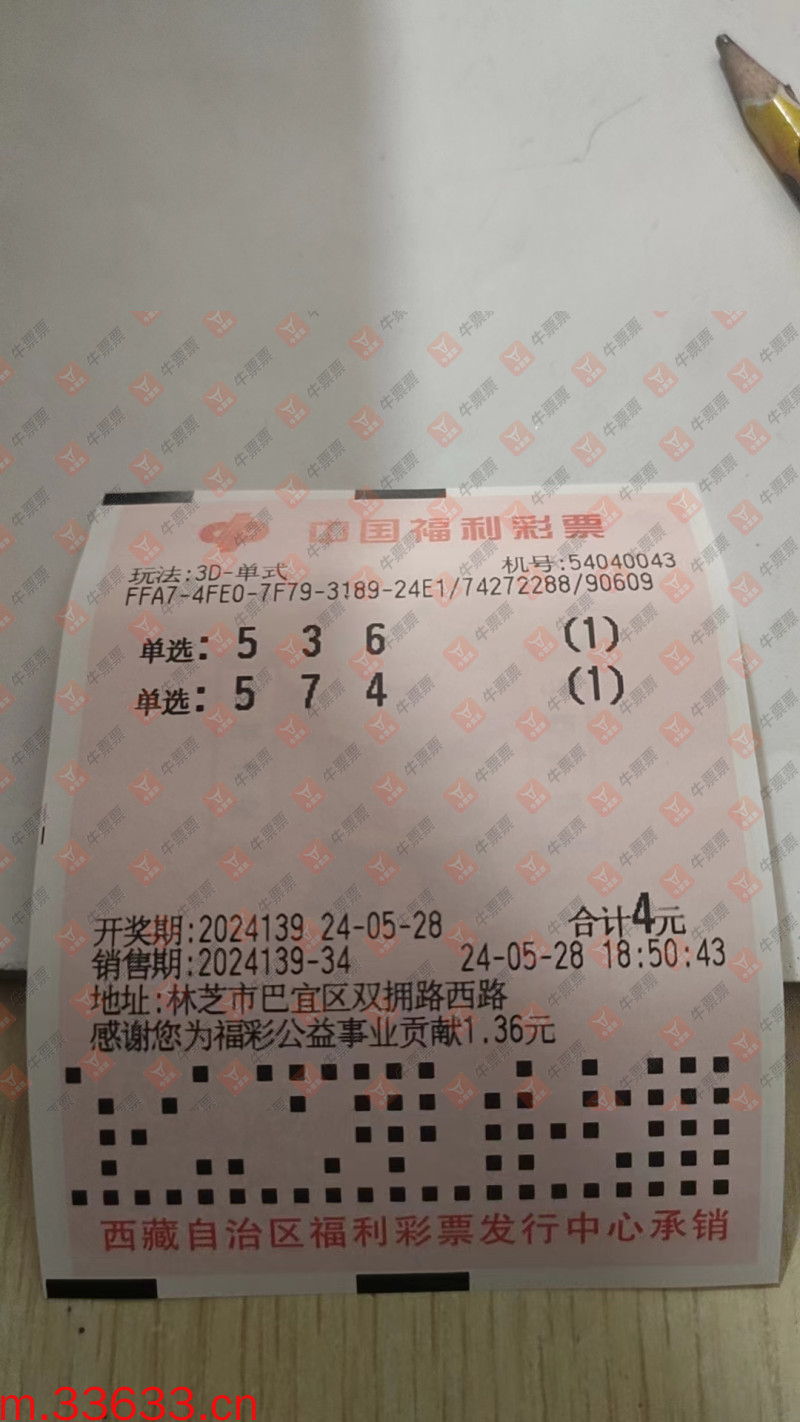 中国福利彩票
玩法:3D-单式 机号:54040043
FFA7-4FE0-7F79-3189-24E1/74272288/90609
单选: 5 3 6 (1)
单选: 5 7 4 (1)
开奖期:2024139 24-05-28 合计4元
销售期:2024139-34 24-05-28 18:50:43
地址:林芝市巴宜区双拥路西路
感谢您为福彩公益事业贡献1.36元
西藏自治区福利彩票发行中心承销
牛票票
m.33633.cn